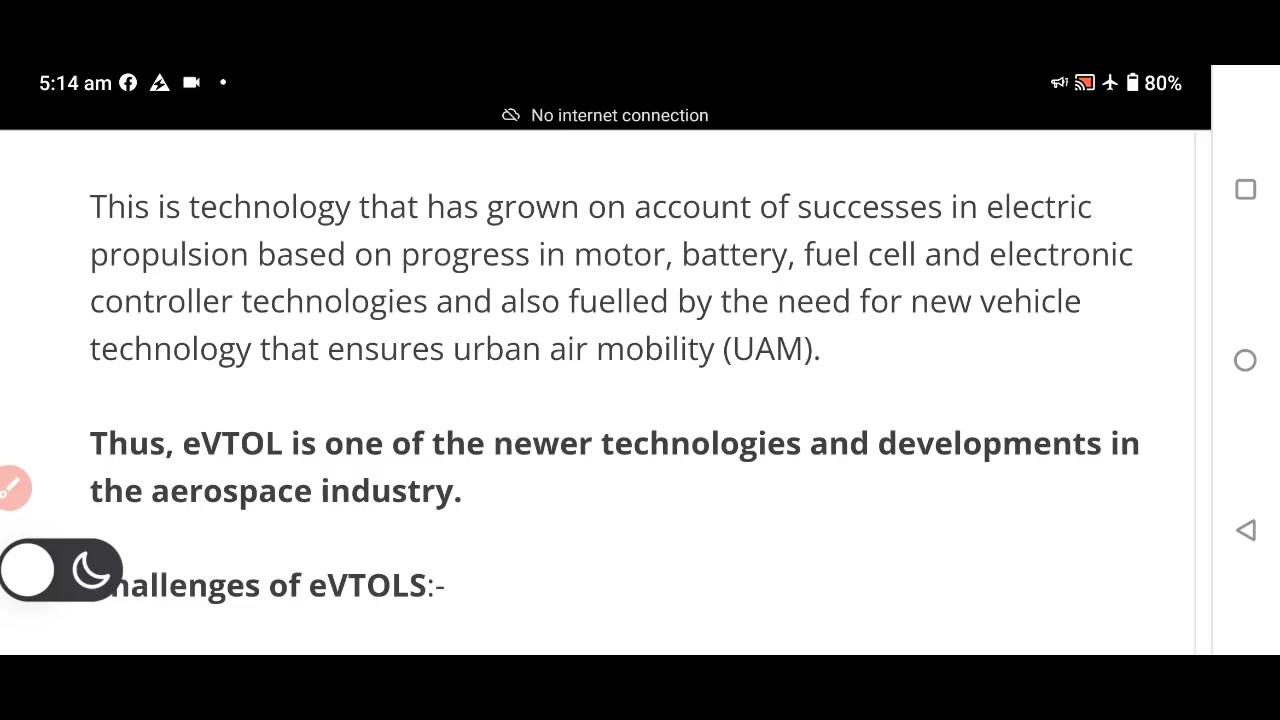 5:14 am
80%
No internet connection
This is technology that has grown on account of successes in electric
propulsion based on progress in motor, battery, fuel cell and electronic
controller technologies and also fuelled by the need for new vehicle
technology that ensures urban air mobility (UAM).
Thus, eVTOL is one of the newer technologies and developments in
the aerospace industry.
hallenges of eVTOLS:-